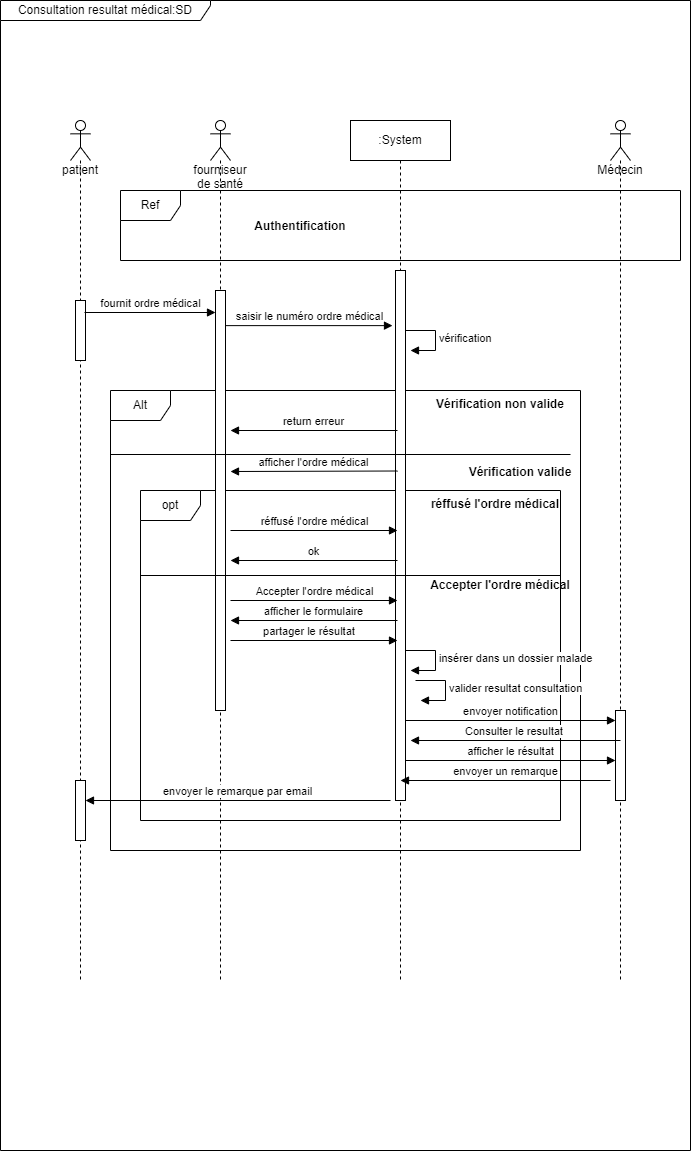 Consultation resultat médical:SD
:System
patient
fourniseur
de santé
Médecin
Ref
Authentification
fournit ordre médical
saisir le numéro ordre médical
vérification
Alt
Vérification non valide
return erreur
afficher l'ordre médical
Vérification valide
opt
réffusé l'ordre médical
réffusé l'ordre médical
ok
Accepter l'ordre médical
Accepter l'ordre médical
afficher le formulaire
partager le résultat
insérer dans un dossier malade
valider resultat consultation
envoyer notification
Consulter le resultat
afficher le résultat
envoyer un remarque
envoyer le remarque par email